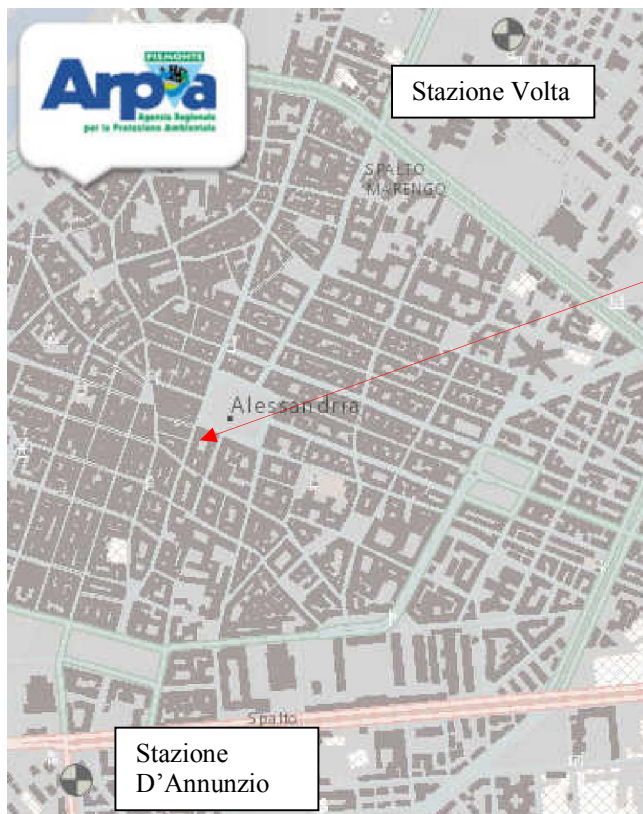 PIEMONTE
Arpa
Agenzia Regionale
per la Protezione Ambientale
Stazione Volta
SPALTO
MARENGO
Alessandria
Spalto
Stazione
D’Annunzio